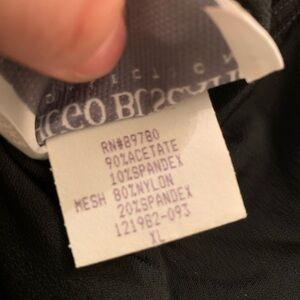 RN#89780
90%ACETATE
10%SPANDEX
MESH 80%NYLON
20%SPANDEX
121982-093
XL